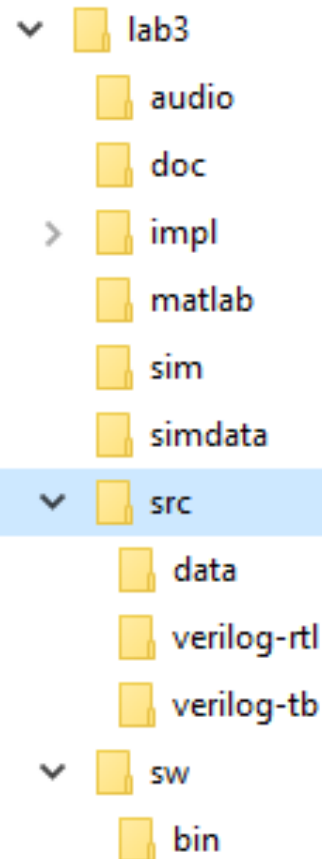 lab3
audio
doc
impl
matlab
sim
simdata
src
data
verilog-rtl
verilog-tb
sw
bin